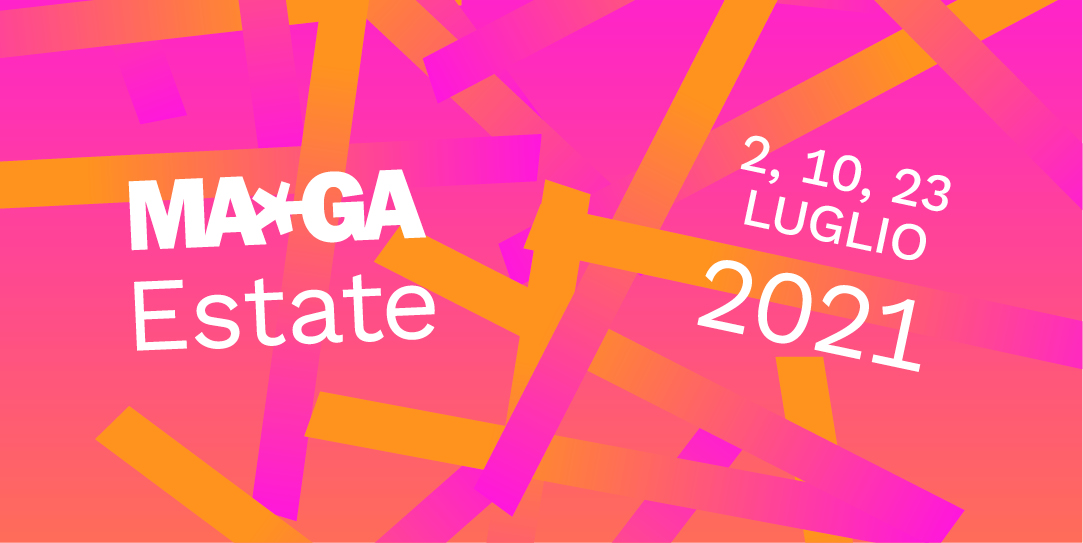 MA*GA
Estate
2, 10, 23
LUGLIO
2021